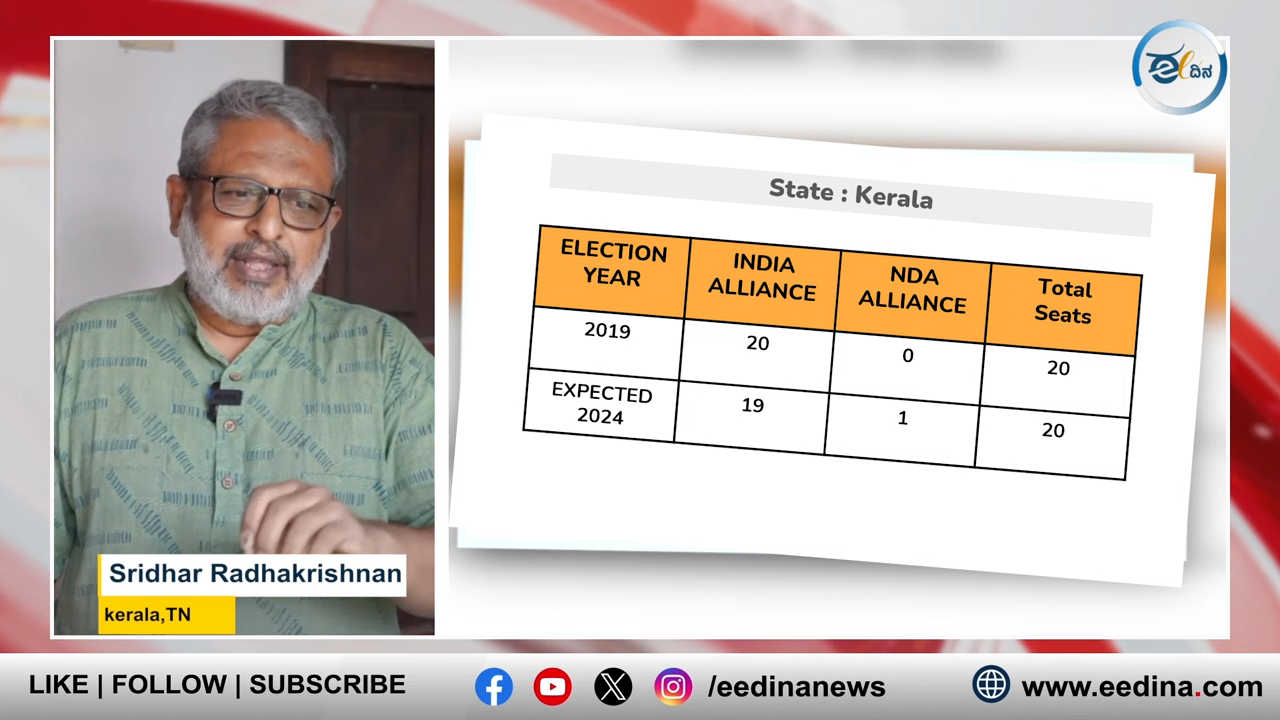 ಈ ದಿನ
State : Kerala
ELECTION YEAR | INDIA ALLIANCE | NDA ALLIANCE | Total Seats
2019 | 20 | 0 | 20
EXPECTED 2024 | 19 | 1 | 20
Sridhar Radhakrishnan
kerala,TN
LIKE | FOLLOW | SUBSCRIBE
/eedinanews
www.eedina.com